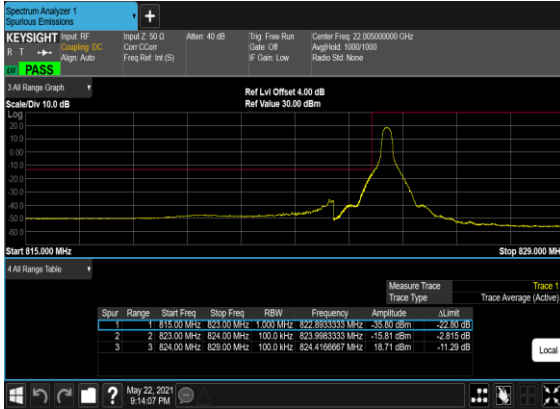 Spectrum Analyzer 1
Spurious Emissions
+
KEYSIGHT Input: RF Input Z: 50 Ω Atten: 40 dB Trig: Free Run Center Freq: 22.005000000 GHz
R T Coupling: DC Corr CCorr Gate: Off Avg|Hold: 1000/1000
Align: Auto Freq Ref: Int (S) IF Gain: Low Radio Std: None
PASS
3 All Range Graph Ref Lvl Offset 4.00 dB
Scale/Div 10.0 dB Ref Value 30.00 dBm
Log
20.0
10.0
0.00
-10.0
-20.0
-30.0
-40.0
-50.0
-60.0
Start 815.000 MHz Stop 829.000 MH
4 All Range Table
Measure Trace Trace 1
Trace Type Trace Average (Active)
Spur Range Start Freq Stop Freq RBW Frequency Amplitude ΔLimit
1 1 815.00 MHz 823.00 MHz 1.000 MHz 822.8933333 MHz -35.80 dBm -22.80 dB
2 2 823.00 MHz 824.00 MHz 100.0 kHz 823.9983333 MHz -15.81 dBm -2.815 dB
3 3 824.00 MHz 829.00 MHz 100.0 kHz 824.4166667 MHz 18.71 dBm -11.29 dB
Local
? May 22, 2021
9:14:07 PM